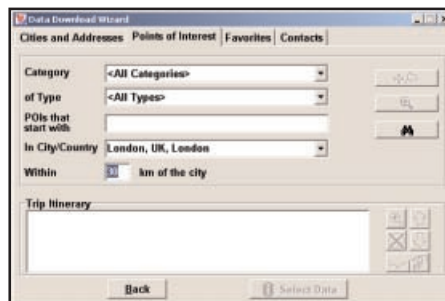 Data Download Wizard
Cities and Addresses Points of Interest Favorites Contacts
Category <All Categories>
of Type <All Types>
POIs that
start with
In City/Country London, UK, London
Within 30 km of the city
Trip Itinerary
Back Select Data